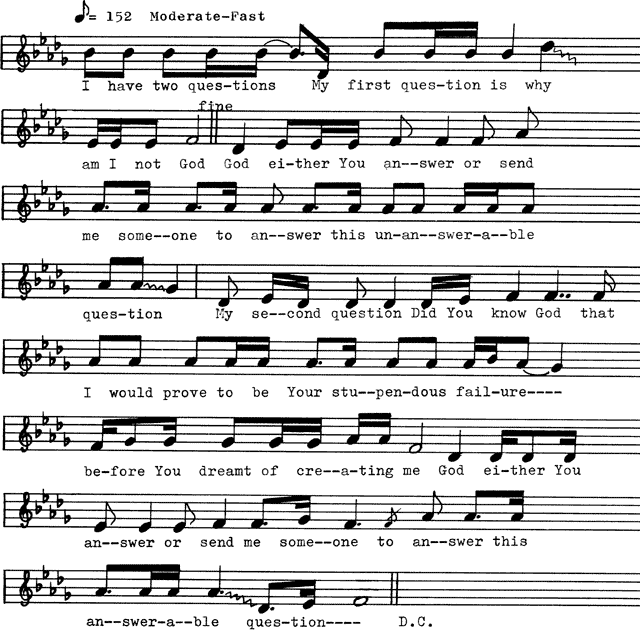 ♪= 152 Moderate-Fast
I have two ques-tions My first ques-tion is why
fine
am I not God God ei-ther You an--swer or send
me some--one to an--swer this un-an--swer-a--ble
ques-tion My se--cond question Did You know God that
I would prove to be Your stu--pen-dous fail-ure----
be-fore You dreamt of cre--a-ting me God ei-ther You
an--swer or send me some--one to an--swer this
an--swer-a--ble ques-tion---- D.C.